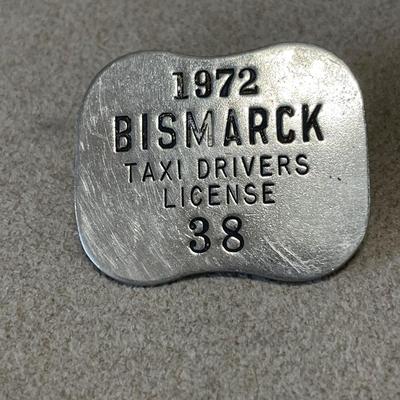 1972
BISMARCK
TAXI DRIVERS
LICENSE
38